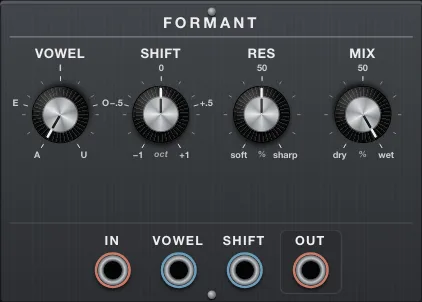 FORMANT
VOWEL SHIFT RES MIX
I 0 50 50
E O -.5 +.5
A U -1 oct +1 soft % sharp dry % wet
IN VOWEL SHIFT OUT